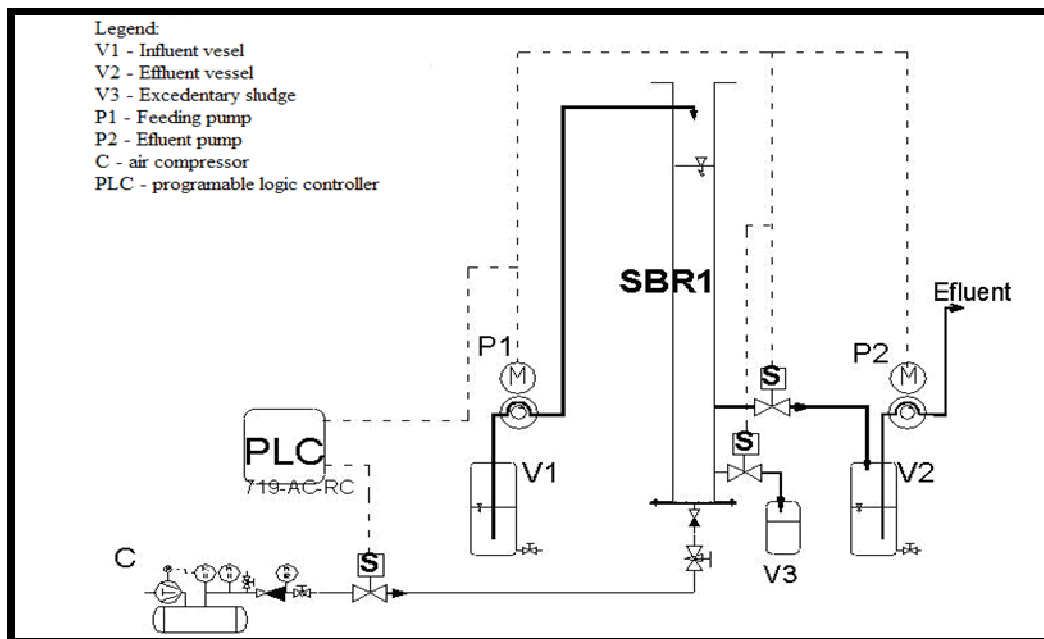 Legend:
V1 - Influent vesel
V2 - Effluent vessel
V3 - Excedentary sludge
P1 - Feeding pump
P2 - Efluent pump
C - air compressor
PLC - programable logic controller
SBR1
Efluent
P1
M
P2
M
S
S
PLC
719-AC-RC
V1
V2
S
C
V3